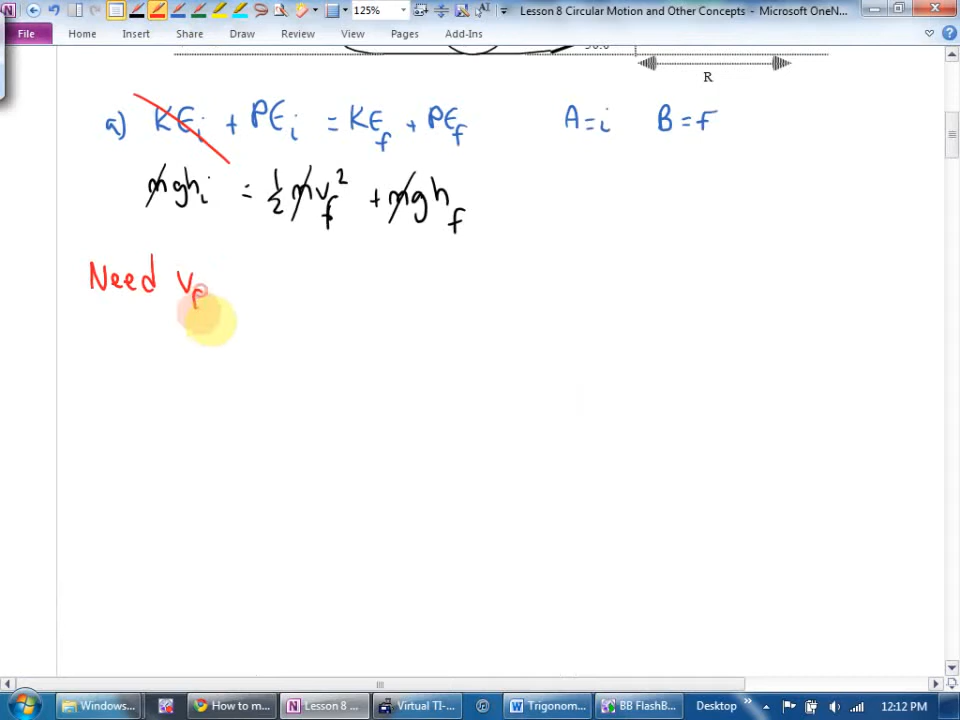 125%
Lesson 8 Circular Motion and Other Concepts - Microsoft OneN...
File Home Insert Share Draw Review View Pages Add-Ins
R
a) KEi + PEi = KEf + PEf A=i B=F
mghi = 1/2 mvf² + mghf
Need vf
Windows... How to m... Lesson 8 ... Virtual TI-... Trigonom... BB FlashB... Desktop 12:12 PM